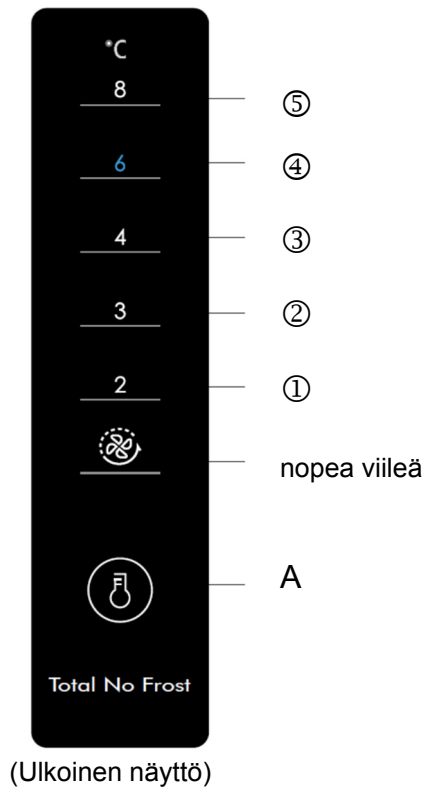 °C
8 ⑤
6 ④
4 ③
3 ②
2 ①
nopea viileä
A
Total No Frost
(Ulkoinen näyttö)